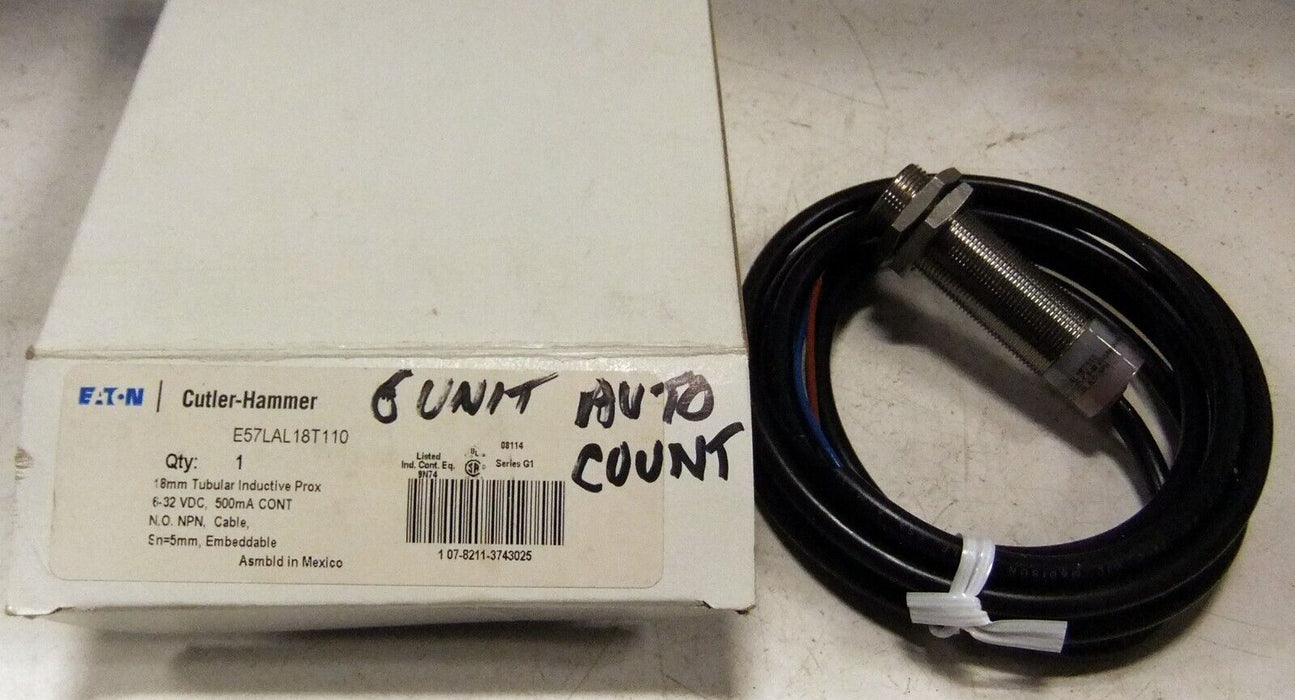 EATON | Cutler-Hammer
6 UNIT AUTO
COUNT
E57LAL18T110
Qty: 1
18mm Tubular Inductive Prox
6-32 VDC, 500mA CONT
N.O. NPN, Cable,
Sn=5mm, Embeddable
Asmbld in Mexico
Listed
Ind. Cont. Eq.
9N74
UL
SA
08114
Series G1
1 07-8211-3743025